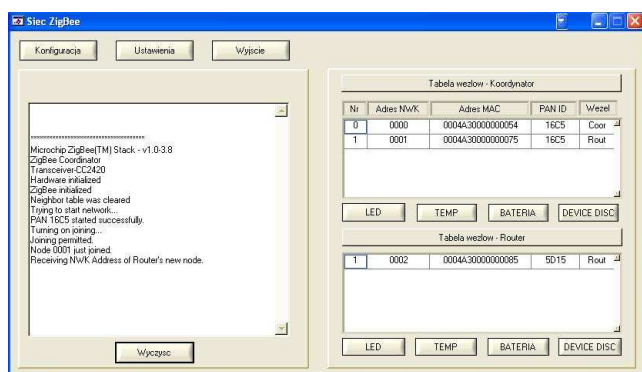 Siec ZigBee
Konfiguracja Ustawienia Wyjscie
************************************
Microchip ZigBee(TM) Stack - v1.0-3.8
ZigBee Coordinator
Transceiver-CC2420
Hardware initialized
ZigBee initialized
Neighbor table was cleared
Trying to start network...
PAN 16C5 started successfully.
Turning on joining...
Joining permitted.
Node 0001 just joined.
Receiving NWK Address of Router's new node.
Wyczysc
Tabela wezlow - Koordynator
Nr Adres NWK Adres MAC PAN ID Wezel
0 0000 0004A30000000054 16C5 Coor
1 0001 0004A30000000075 16C5 Rout
LED TEMP BATERIA DEVICE DISC
Tabela wezlow - Router
1 0002 0004A30000000085 5D15 Rout
LED TEMP BATERIA DEVICE DISC